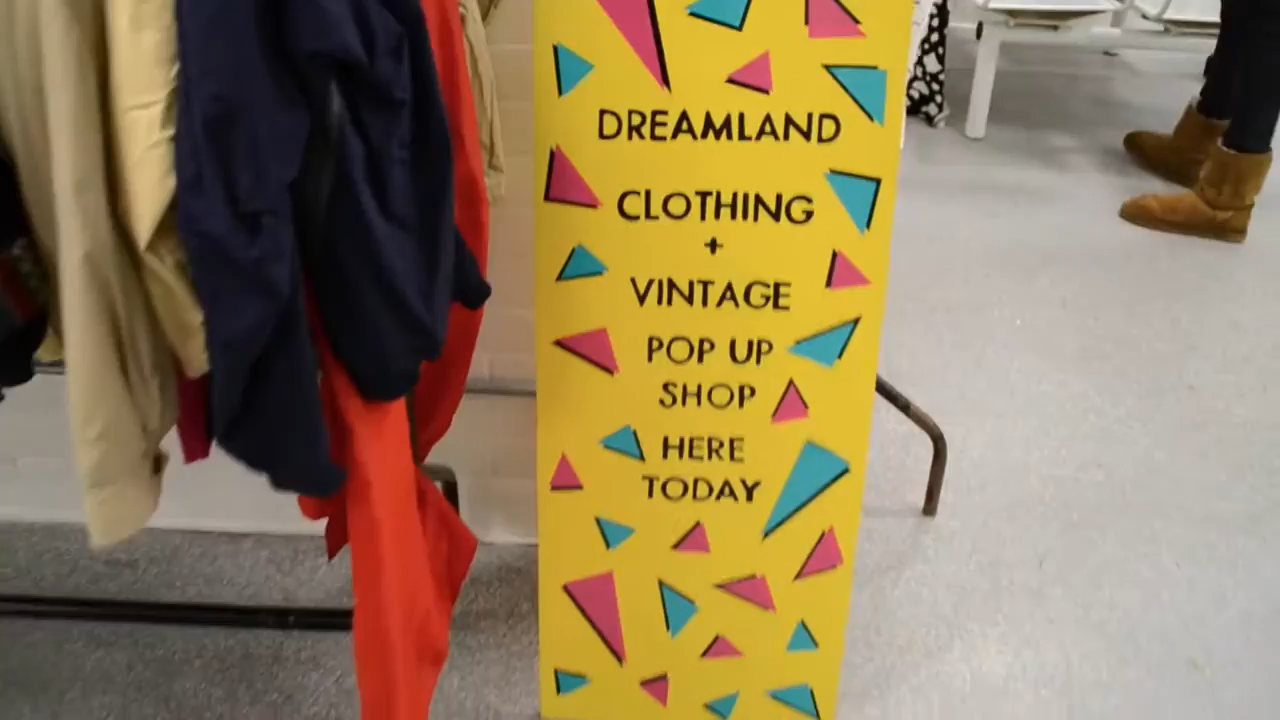 DREAMLAND
CLOTHING
+
VINTAGE
POP UP
SHOP
HERE
TODAY